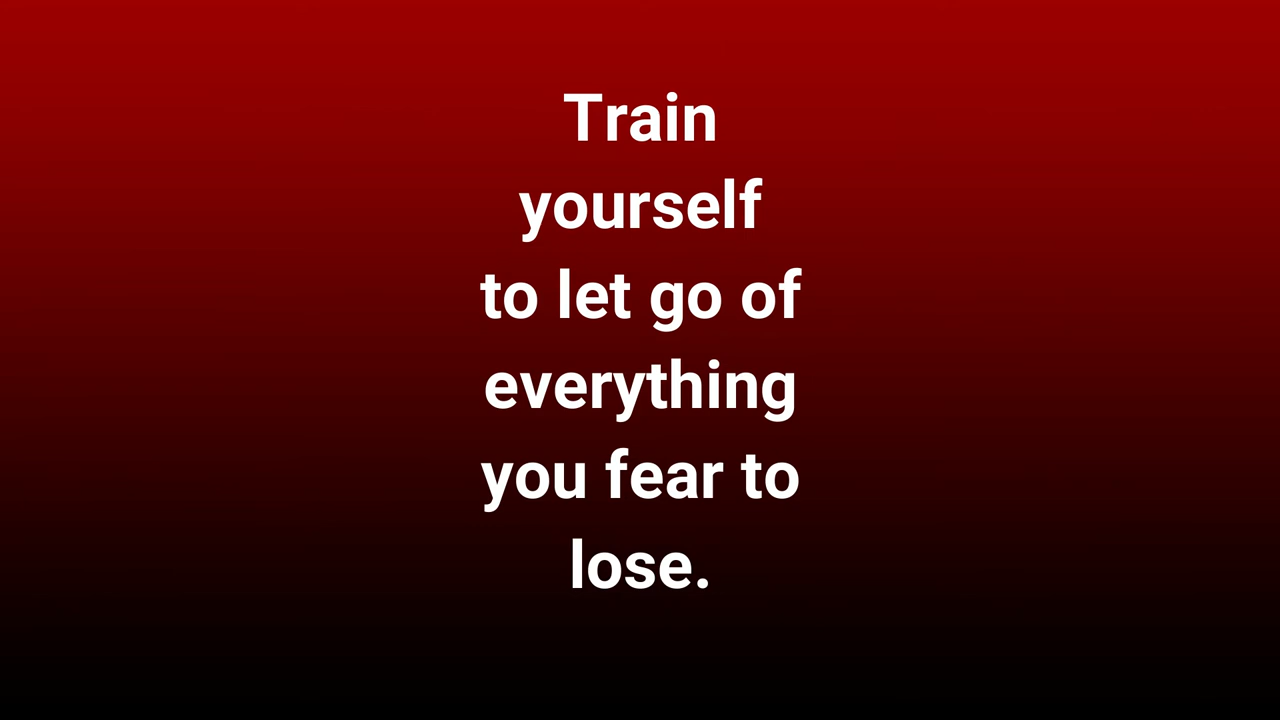 Train
yourself
to let go of
everything
you fear to
lose.